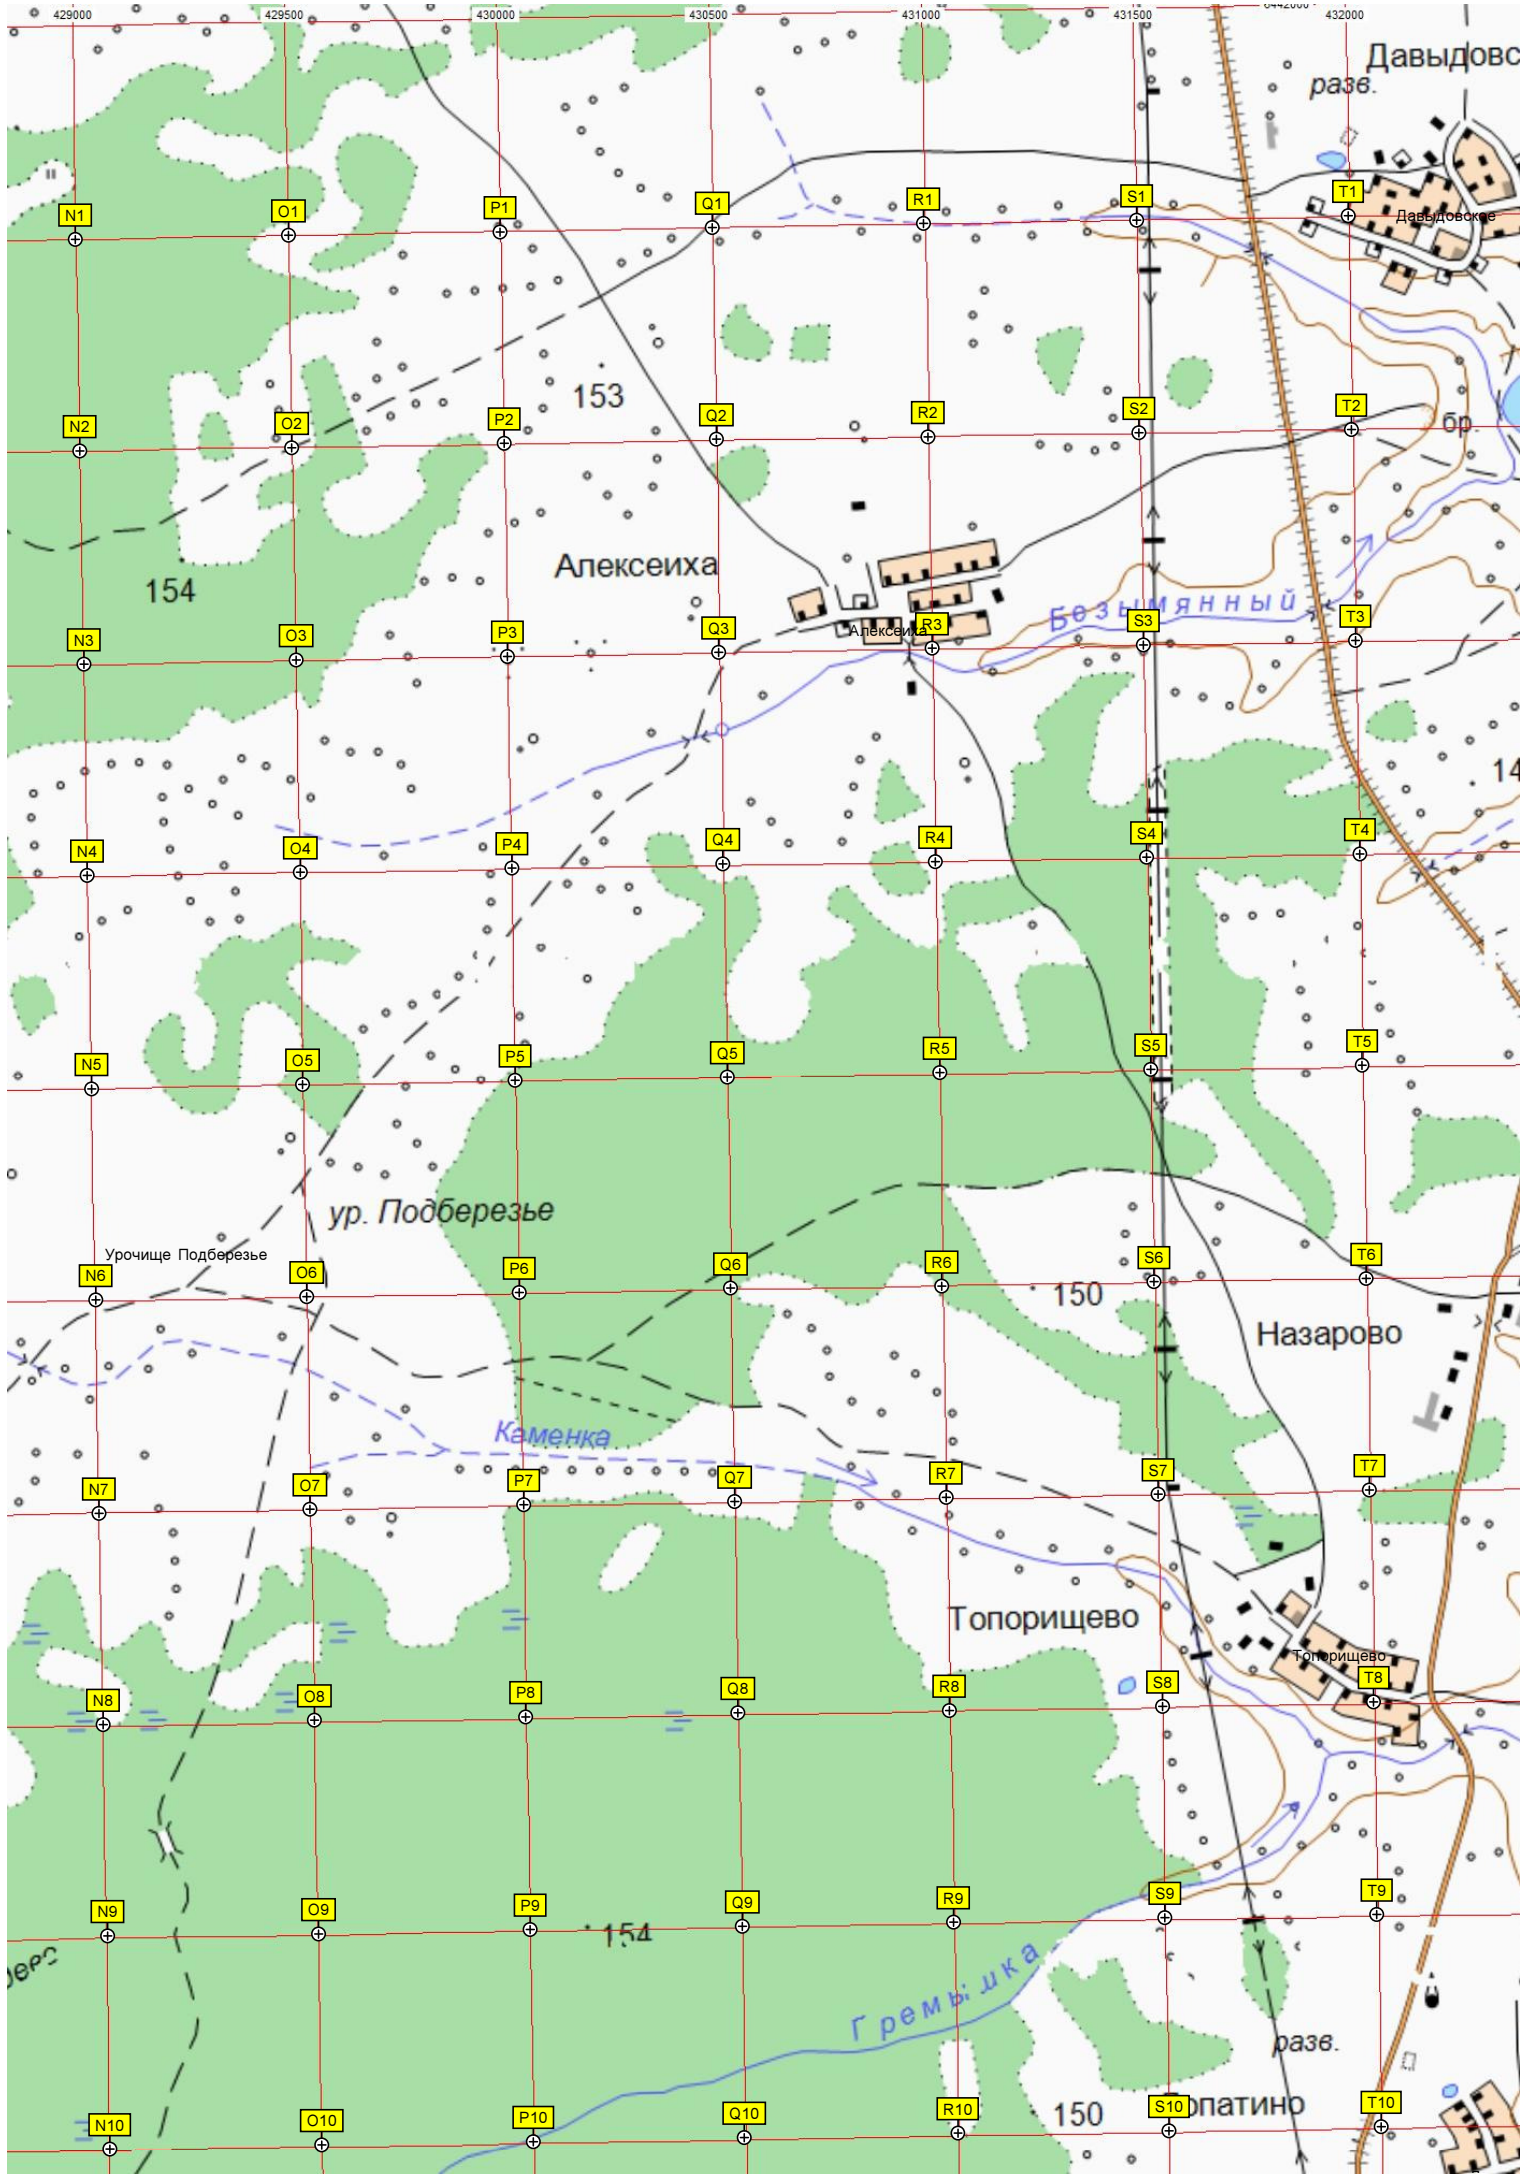 429000 429500 430000 430500 431000 431500 6442000 432000
Давыдовс
разв.
N1 O1 P1 Q1 R1 S1 T1
Давыдовское
153
N2 O2 P2 Q2 R2 S2 T2
бр.
Алексеиха
154
Безымянный
N3 O3 P3 Q3 R3 S3 T3
Алексеиха
14
N4 O4 P4 Q4 R4 S4 T4
N5 O5 P5 Q5 R5 S5 T5
ур. Подберезье
Урочище Подберезье
N6 O6 P6 Q6 R6 S6 T6
150
Назарово
Каменка
N7 O7 P7 Q7 R7 S7 T7
Топорищево
Топорищево
N8 O8 P8 Q8 R8 S8 T8
N9 O9 P9 Q9 R9 S9 T9
154
разв.
150
опатино
N10 O10 P10 Q10 R10 S10 T10